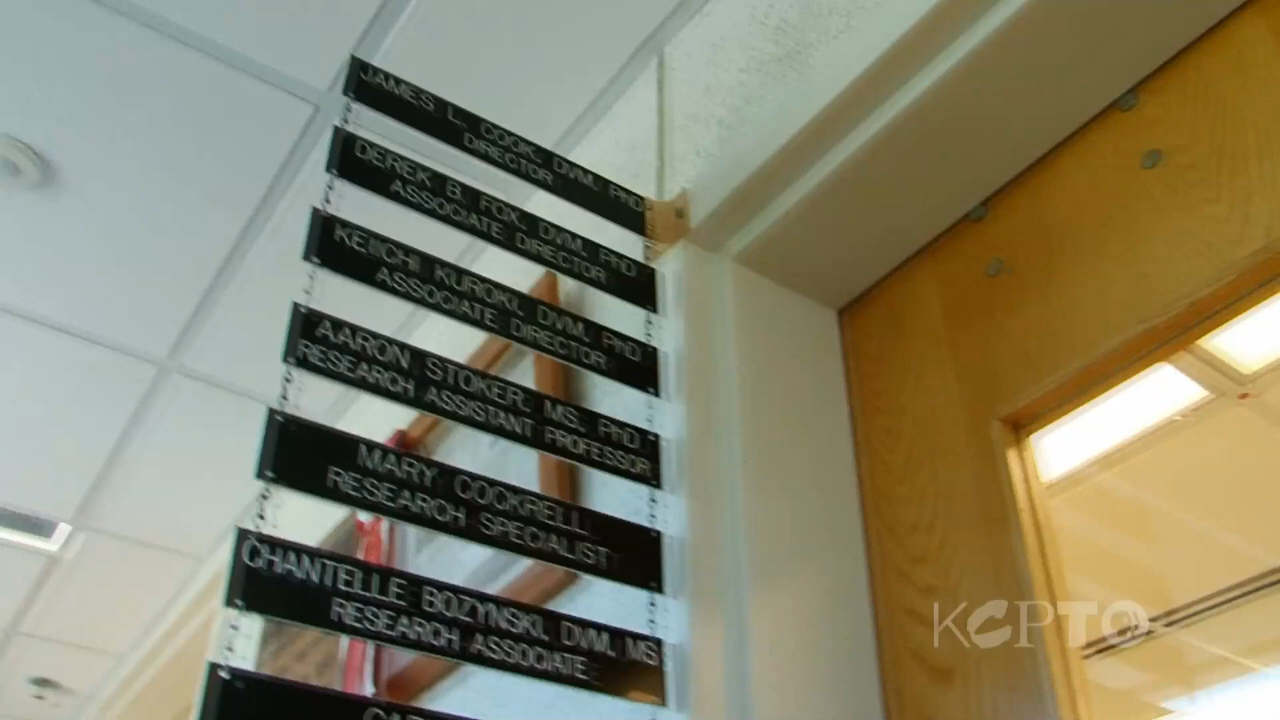 JAMES L. COOK, DVM, PHD
DIRECTOR
DEREK B. FOX, DVM, PHD
ASSOCIATE DIRECTOR
KEIICHI KUROKI, DVM, PHD
ASSOCIATE DIRECTOR
AARON STOKER, MS, PHD
RESEARCH ASSISTANT PROFESSOR
MARY COCKRELL
RESEARCH SPECIALIST
CHANTELLE BOZYNSKI, DVM, MS
RESEARCH ASSOCIATE
KCPT